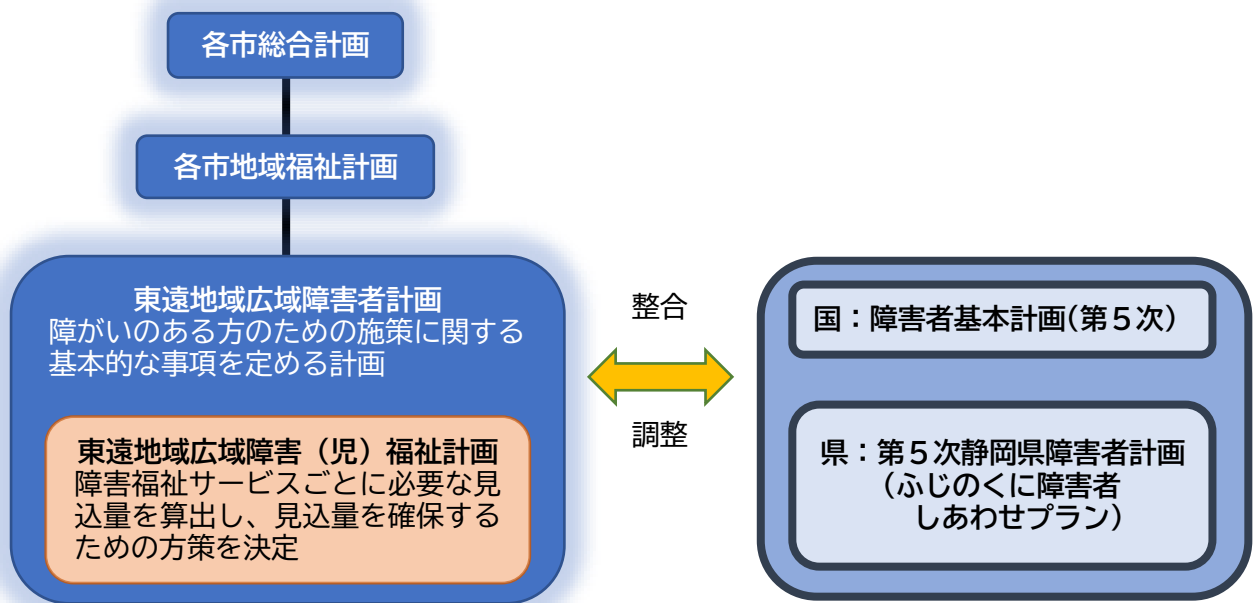 各市総合計画
各市地域福祉計画
東遠地域広域障害者計画
障がいのある方のための施策に関する
基本的な事項を定める計画
東遠地域広域障害（児）福祉計画
障害福祉サービスごとに必要な見
込量を算出し、見込量を確保する
ための方策を決定
整合
調整
国：障害者基本計画(第５次）
県：第５次静岡県障害者計画
（ふじのくに障害者
しあわせプラン）